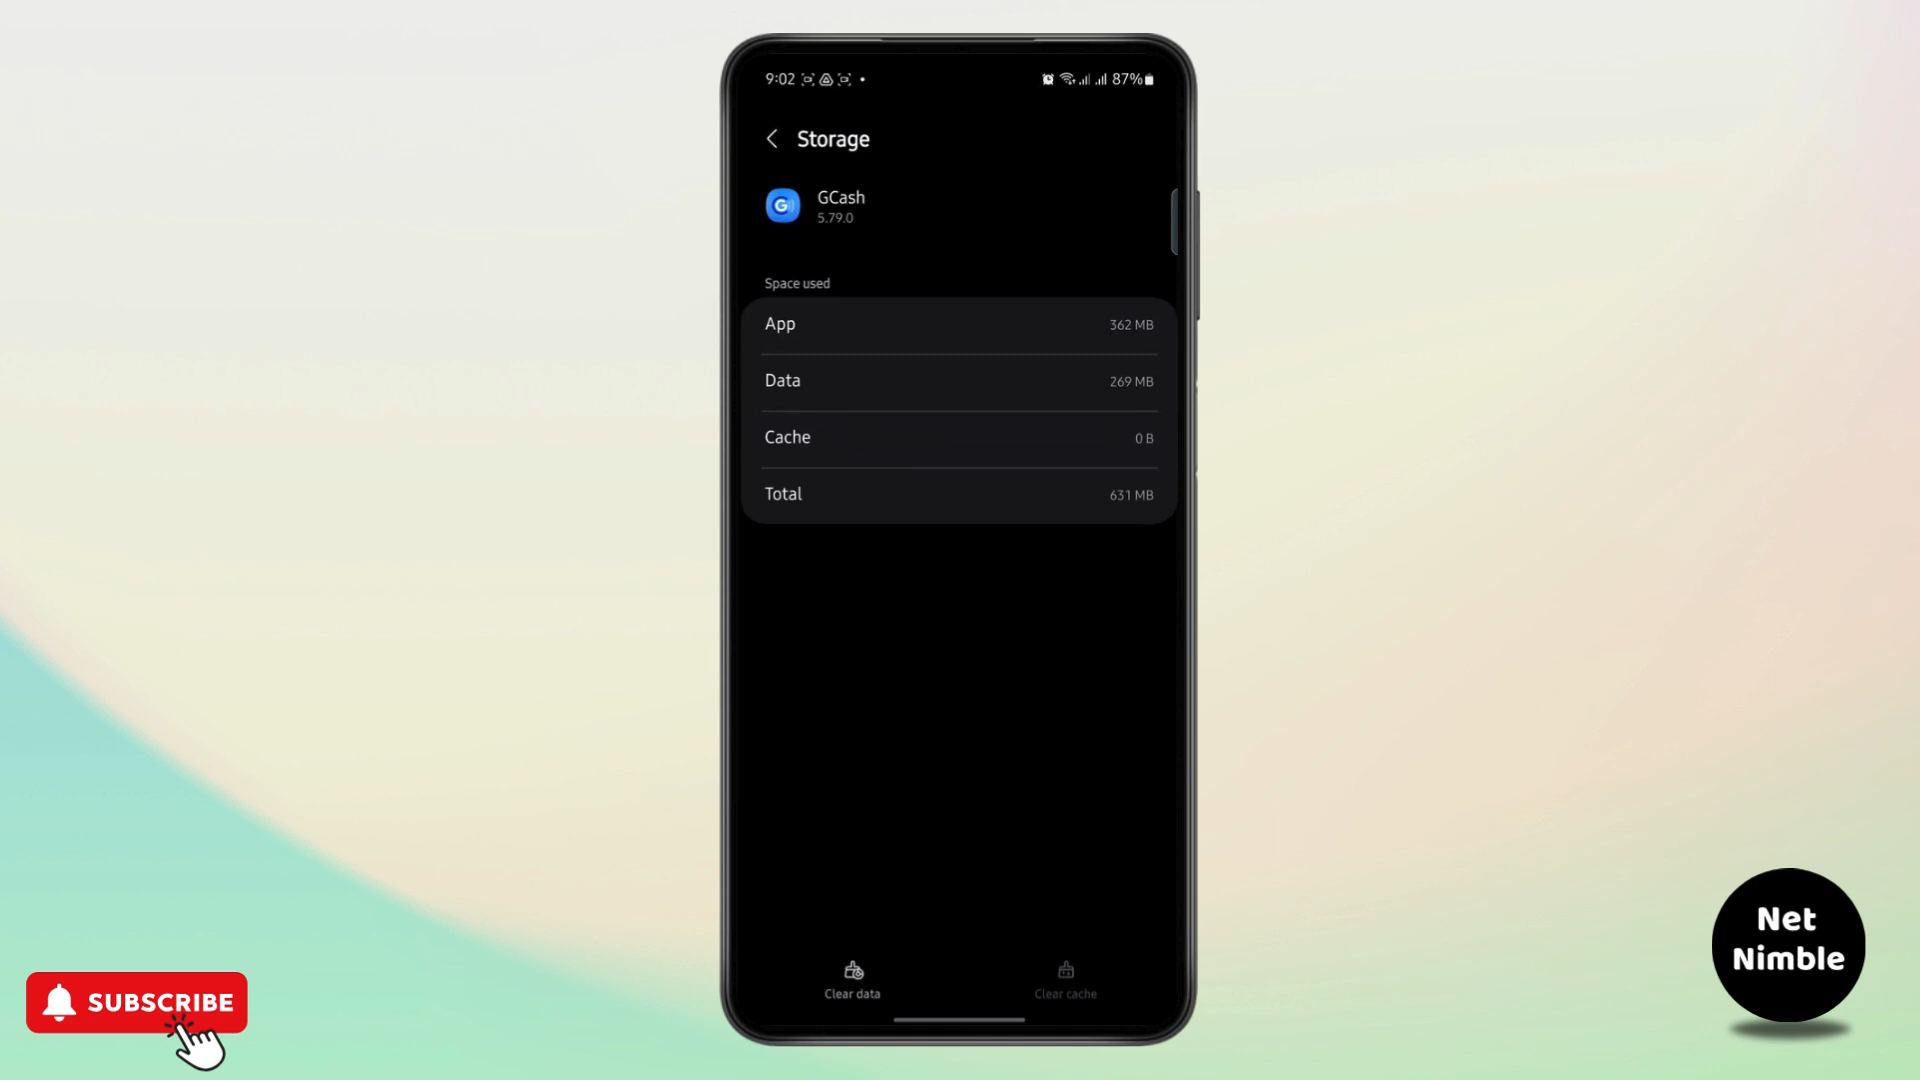 9:02 87%
Storage
GCash
5.79.0
Space used
App 362 MB
Data 269 MB
Cache 0 B
Total 631 MB
Clear data Clear cache
SUBSCRIBE
Net
Nimble